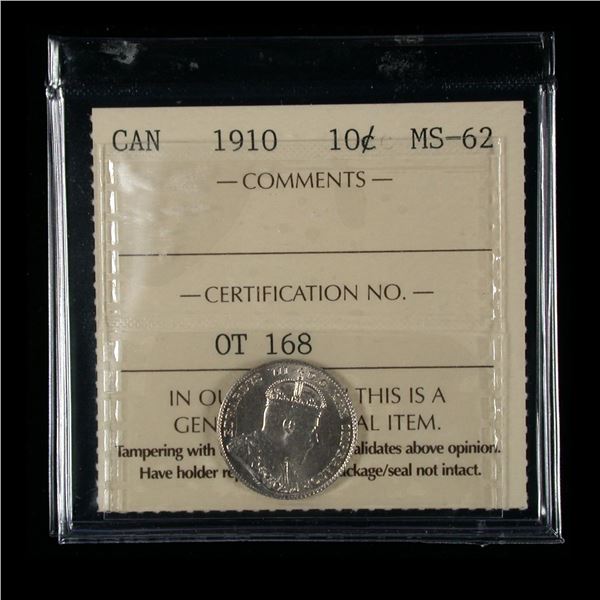 CAN 1910 10¢ MS-62
— COMMENTS —
— CERTIFICATION NO. —
OT 168
IN OU THIS IS A
GEN AL ITEM.
Tampering with alidates above opinion.
Have holder re ckage/seal not intact.